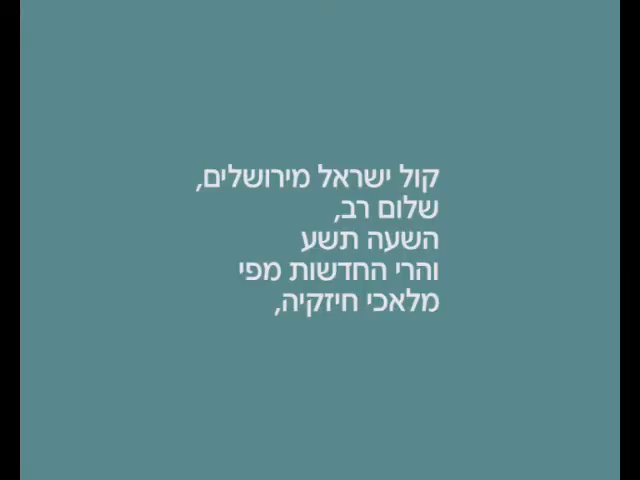 קול ישראל מירושלים,
שלום רב,
השעה תשע
והרי החדשות מפי
מלאכי חיזקיה,